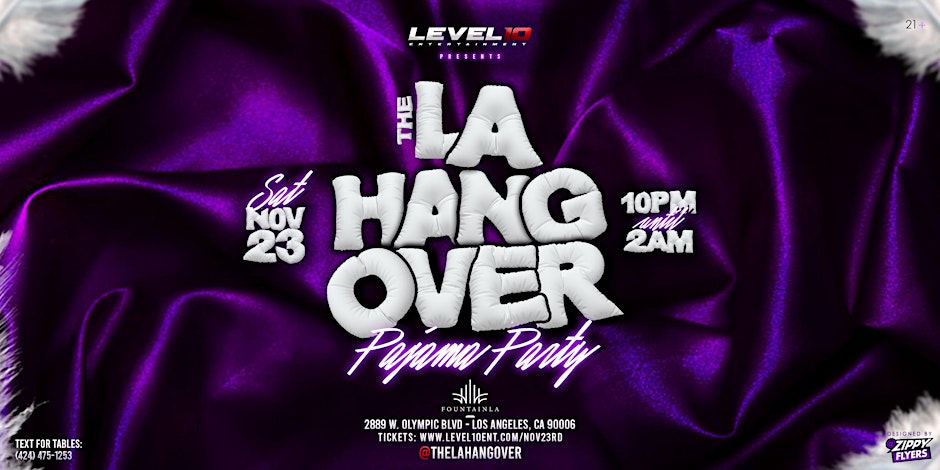 LEVEL10
ENTERTAINMENT
PRESENTS
21+
THE LA
HANG
OVER
Pajama Party
Sat
NOV
23
10PM
until
2AM
FOUNTAINLA
2889 W. OLYMPIC BLVD - LOS ANGELES, CA 90006
TICKETS: WWW.LEVEL10ENT.COM/NOV23RD
@THELAHANGOVER
TEXT FOR TABLES:
(424) 475-1253
DESIGNED BY
@ZIPPY
FLYERS